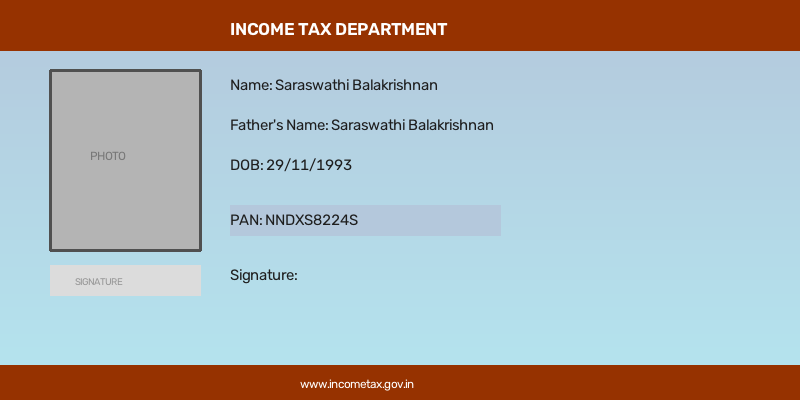 INCOME TAX DEPARTMENT
Name: Saraswathi Balakrishnan
Father's Name: Saraswathi Balakrishnan
DOB: 29/11/1993
PHOTO
PAN: NNDXS8224S
Signature:
SIGNATURE
www.incometax.gov.in